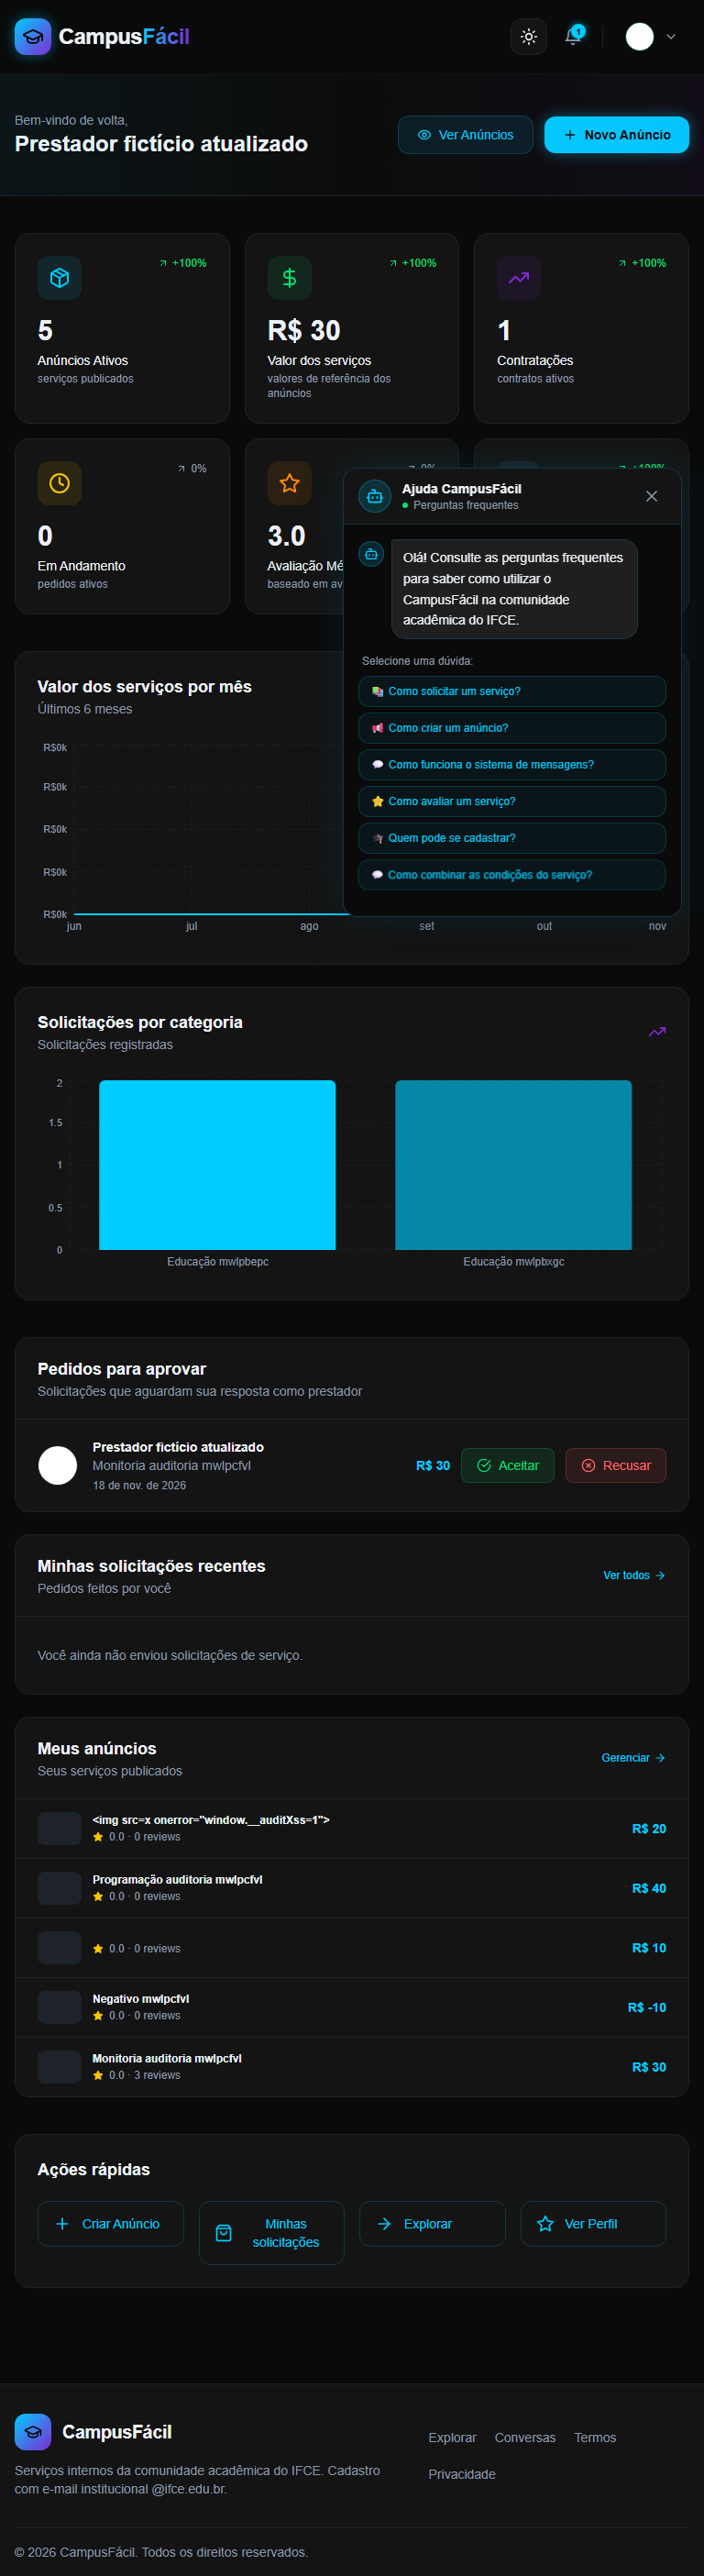 CampusFácil
1
Bem-vindo de volta,
Prestador fictício atualizado
Ver Anúncios
Novo Anúncio
+100%
5
Anúncios Ativos
serviços publicados
+100%
R$ 30
Valor dos serviços
valores de referência dos
anúncios
+100%
1
Contratações
contratos ativos
0%
0
Em Andamento
pedidos ativos
3.0
Avaliação Mé
baseado em av
Ajuda CampusFácil
Perguntas frequentes
Olá! Consulte as perguntas frequentes
para saber como utilizar o
CampusFácil na comunidade
acadêmica do IFCE.
Selecione uma dúvida:
Como solicitar um serviço?
Como criar um anúncio?
Como funciona o sistema de mensagens?
Como avaliar um serviço?
Quem pode se cadastrar?
Como combinar as condições do serviço?
Valor dos serviços por mês
Últimos 6 meses
R$0k
R$0k
R$0k
R$0k
R$0k
jun jul ago set out nov
Solicitações por categoria
Solicitações registradas
2
1.5
1
0.5
0
Educação mwlpbepc Educação mwlpbxgc
Pedidos para aprovar
Solicitações que aguardam sua resposta como prestador
Prestador fictício atualizado
Monitoria auditoria mwlpcfvl
18 de nov. de 2026
R$ 30
Aceitar
Recusar
Minhas solicitações recentes
Pedidos feitos por você
Ver todos
Você ainda não enviou solicitações de serviço.
Meus anúncios
Seus serviços publicados
Gerenciar
<img src=x onerror="window.__auditXss=1">
0.0 · 0 reviews
R$ 20
Programação auditoria mwlpcfvl
0.0 · 0 reviews
R$ 40
0.0 · 0 reviews
R$ 10
Negativo mwlpcfvl
0.0 · 0 reviews
R$ -10
Monitoria auditoria mwlpcfvl
0.0 · 3 reviews
R$ 30
Ações rápidas
Criar Anúncio
Minhas
solicitações
Explorar
Ver Perfil
CampusFácil
Serviços internos da comunidade acadêmica do IFCE. Cadastro
com e-mail institucional @ifce.edu.br.
Explorar Conversas Termos
Privacidade
© 2026 CampusFácil. Todos os direitos reservados.